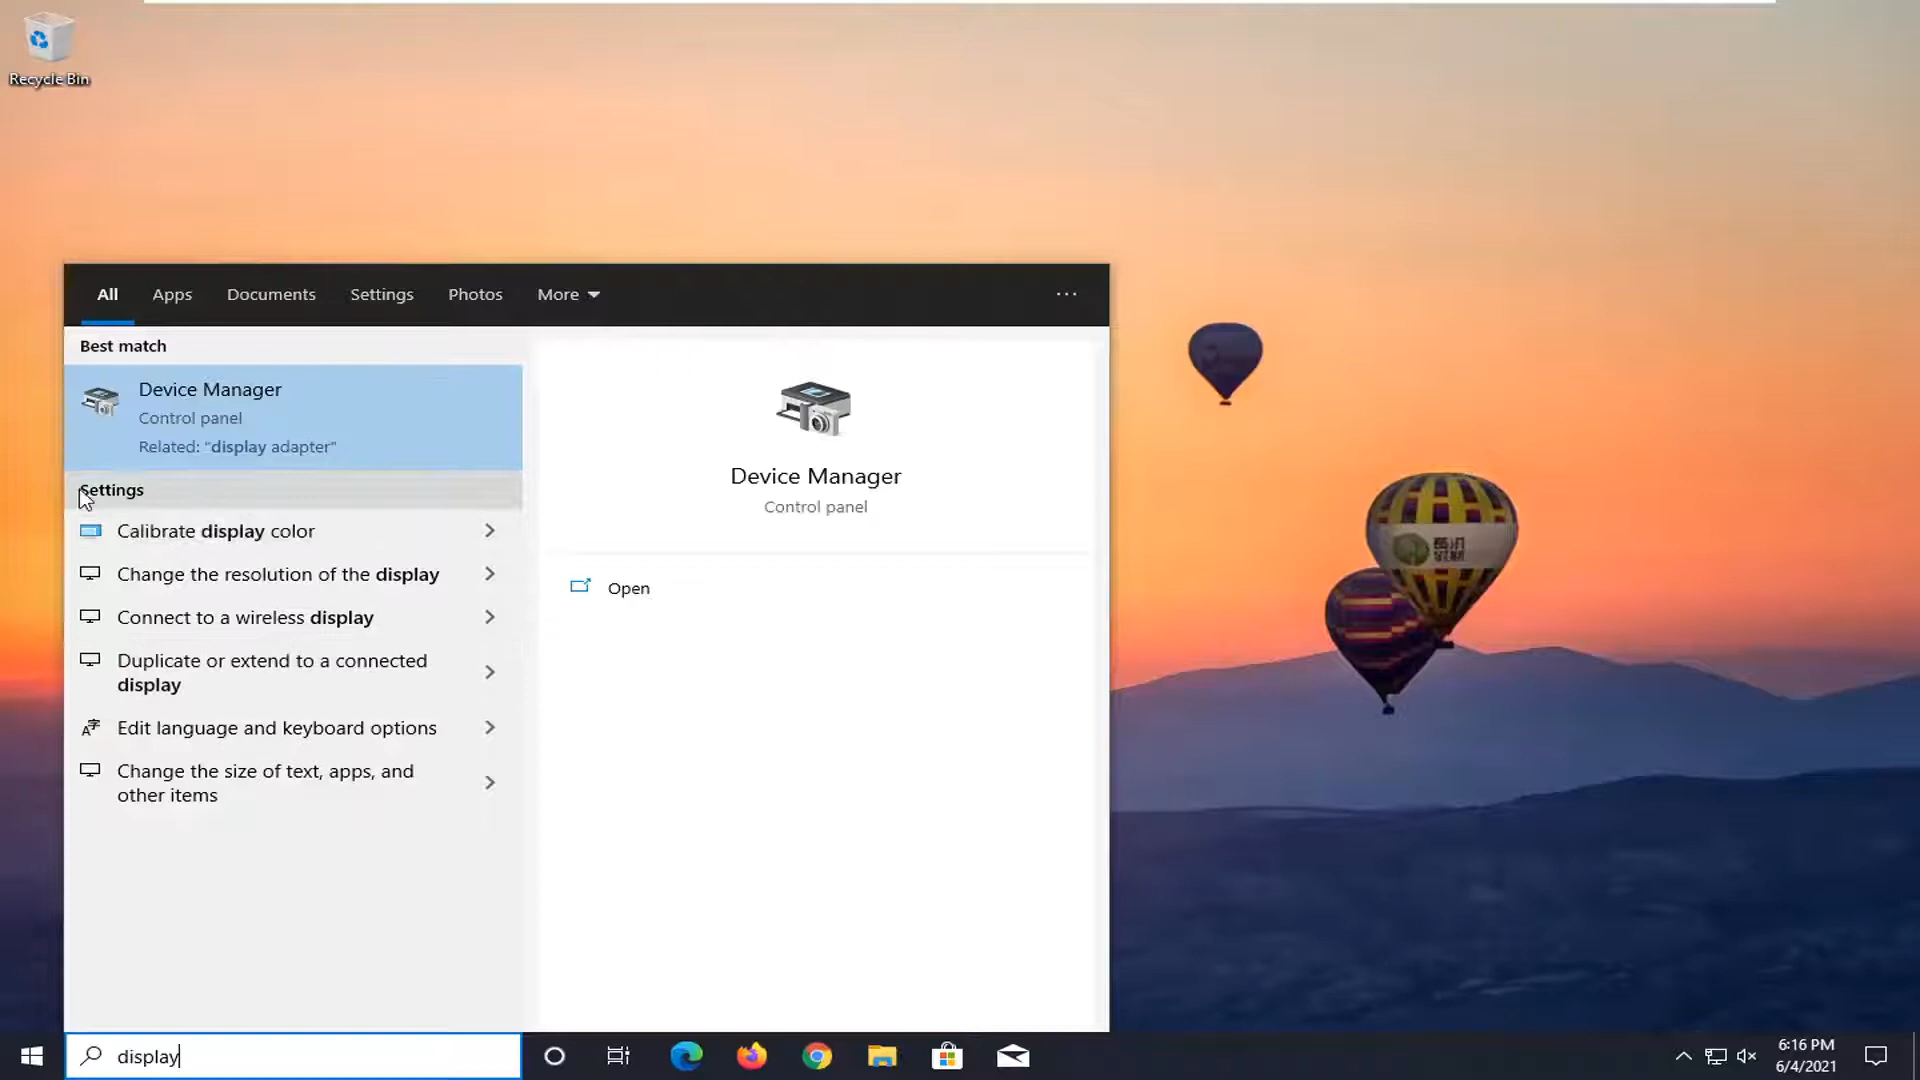 Recycle Bin
All Apps Documents Settings Photos More ...
Best match
Device Manager
Control panel
Related: "display adapter"
Settings
Calibrate display color
Change the resolution of the display
Connect to a wireless display
Duplicate or extend to a connected
display
Edit language and keyboard options
Change the size of text, apps, and
other items
Device Manager
Control panel
Open
display
6:16 PM
6/4/2021